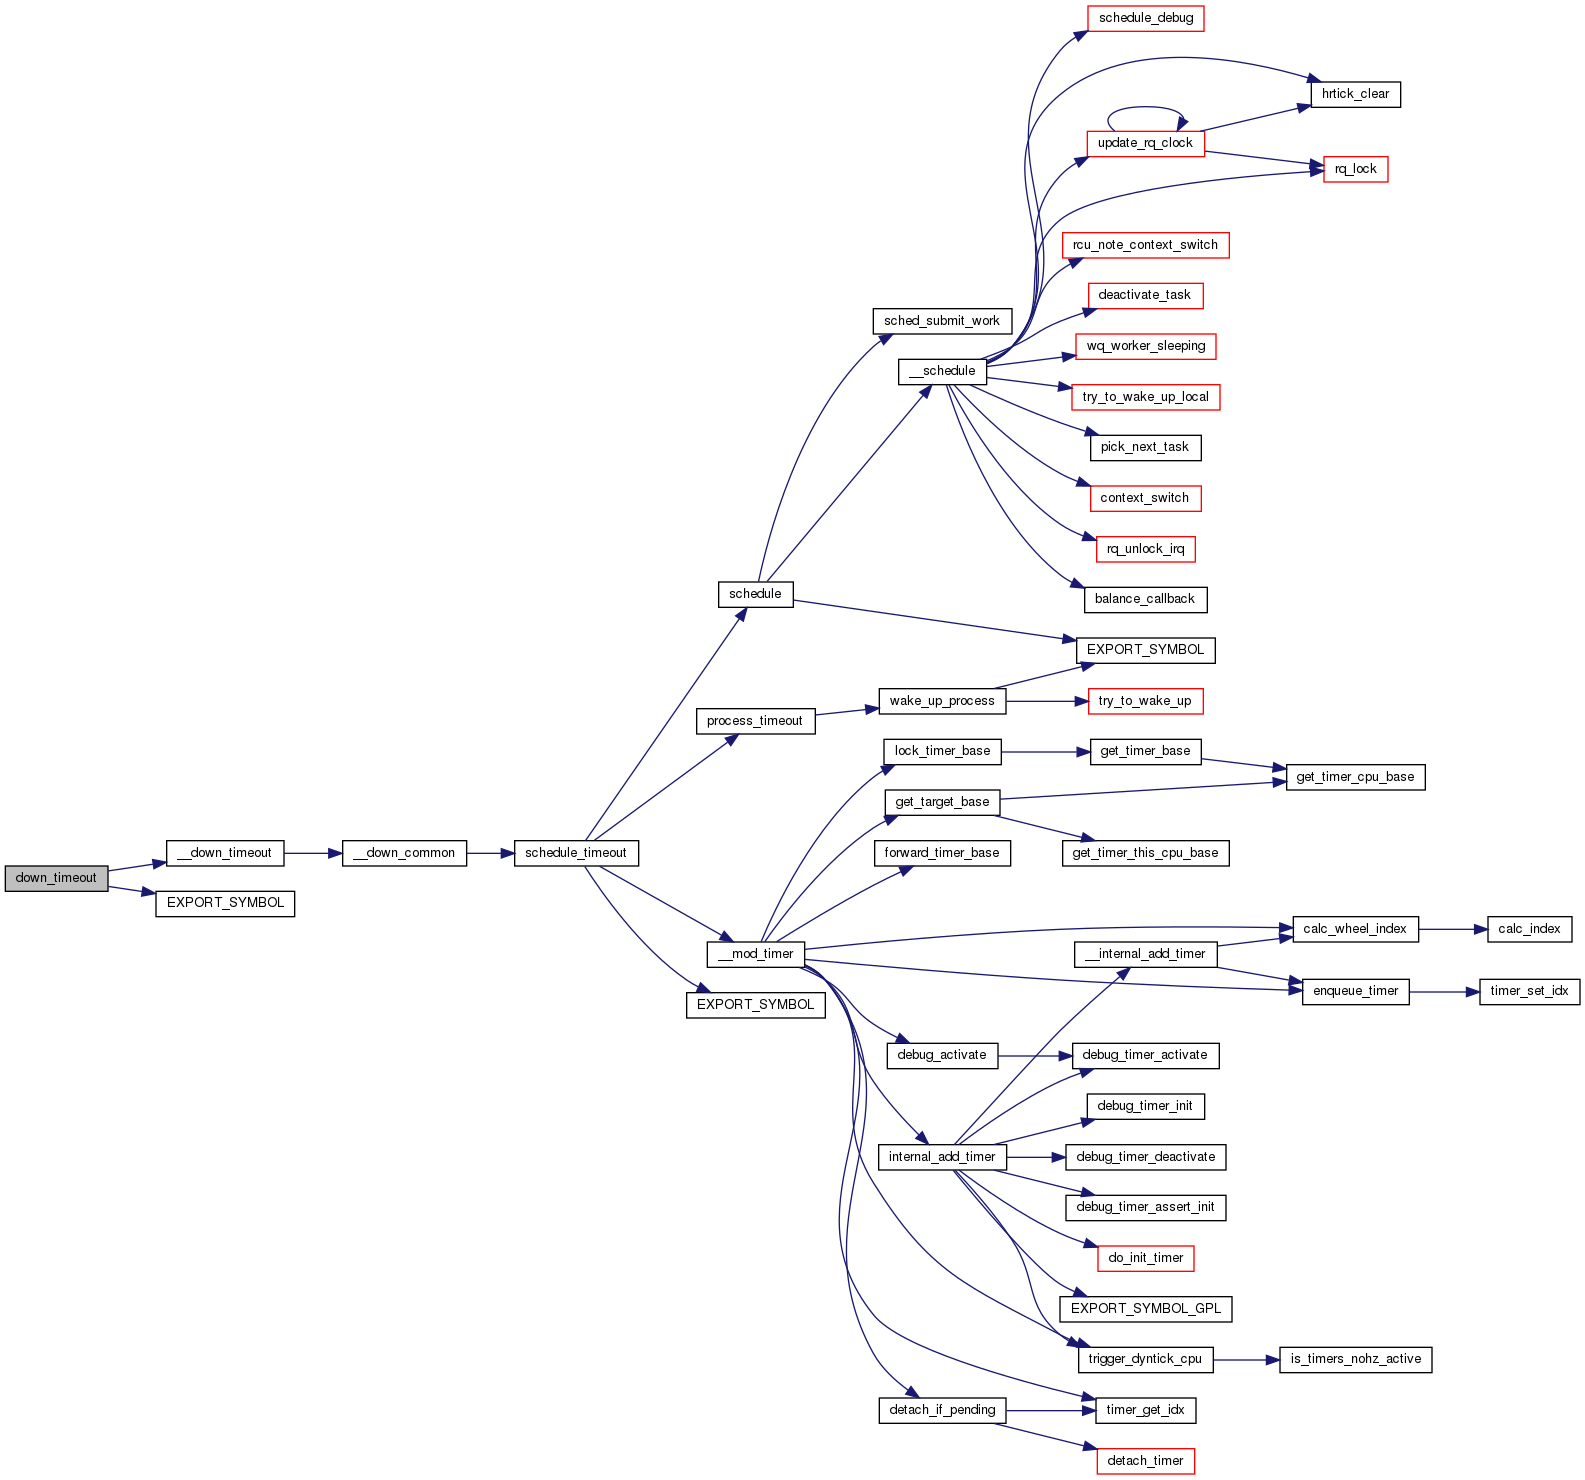 schedule_debug
hrtick_clear
update_rq_clock
rq_lock
rcu_note_context_switch
deactivate_task
sched_submit_work
wq_worker_sleeping
__schedule
try_to_wake_up_local
pick_next_task
context_switch
rq_unlock_irq
schedule
balance_callback
EXPORT_SYMBOL
wake_up_process
try_to_wake_up
process_timeout
lock_timer_base
get_timer_base
get_timer_cpu_base
get_target_base
__down_timeout
__down_common
schedule_timeout
forward_timer_base
get_timer_this_cpu_base
down_timeout
EXPORT_SYMBOL
calc_wheel_index
calc_index
__mod_timer
__internal_add_timer
enqueue_timer
timer_set_idx
EXPORT_SYMBOL
debug_activate
debug_timer_activate
debug_timer_init
internal_add_timer
debug_timer_deactivate
debug_timer_assert_init
do_init_timer
EXPORT_SYMBOL_GPL
trigger_dyntick_cpu
is_timers_nohz_active
detach_if_pending
timer_get_idx
detach_timer